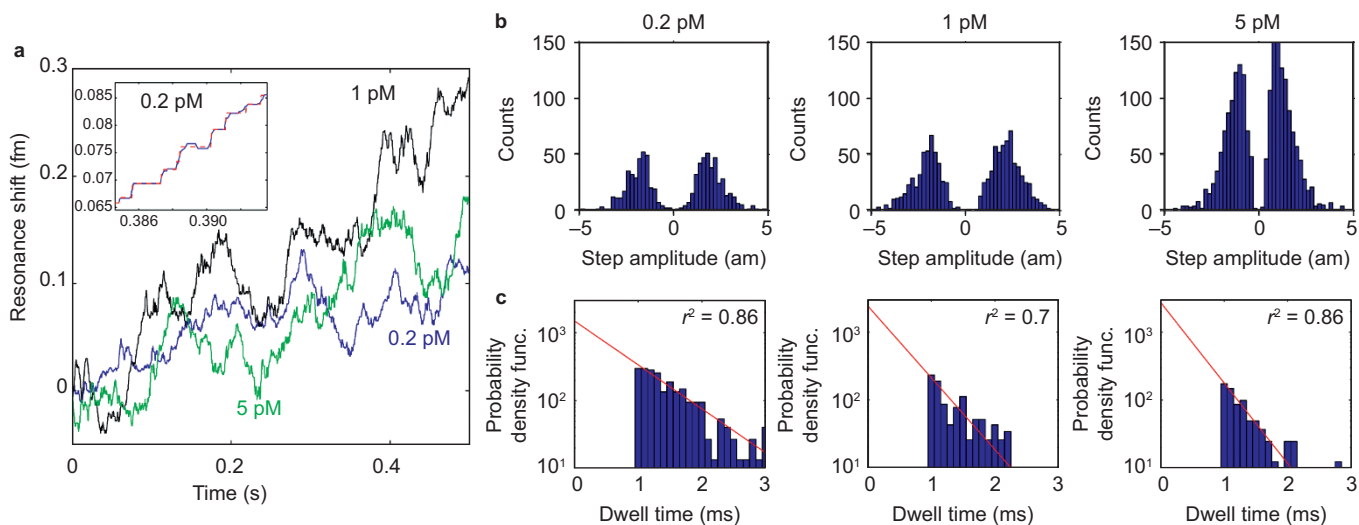 a
0.3
0.2
0.1
0
Resonance shift (fm)
0
0.2
0.4
Time (s)
1 pM
0.2 pM
5 pM
0.2 pM
0.085
0.080
0.075
0.07
0.065
0.386
0.390
b
0.2 pM
150
100
50
0
Counts
−5
0
5
Step amplitude (am)
1 pM
150
100
50
0
Counts
−5
0
5
Step amplitude (am)
5 pM
150
100
50
0
Counts
−5
0
5
Step amplitude (am)
c
r² = 0.86
10³
10²
10¹
Probability
density func.
0
1
2
3
Dwell time (ms)
r² = 0.7
10³
10²
10¹
Probability
density func.
0
1
2
3
Dwell time (ms)
r² = 0.86
10³
10²
10¹
Probability
density func.
0
1
2
3
Dwell time (ms)